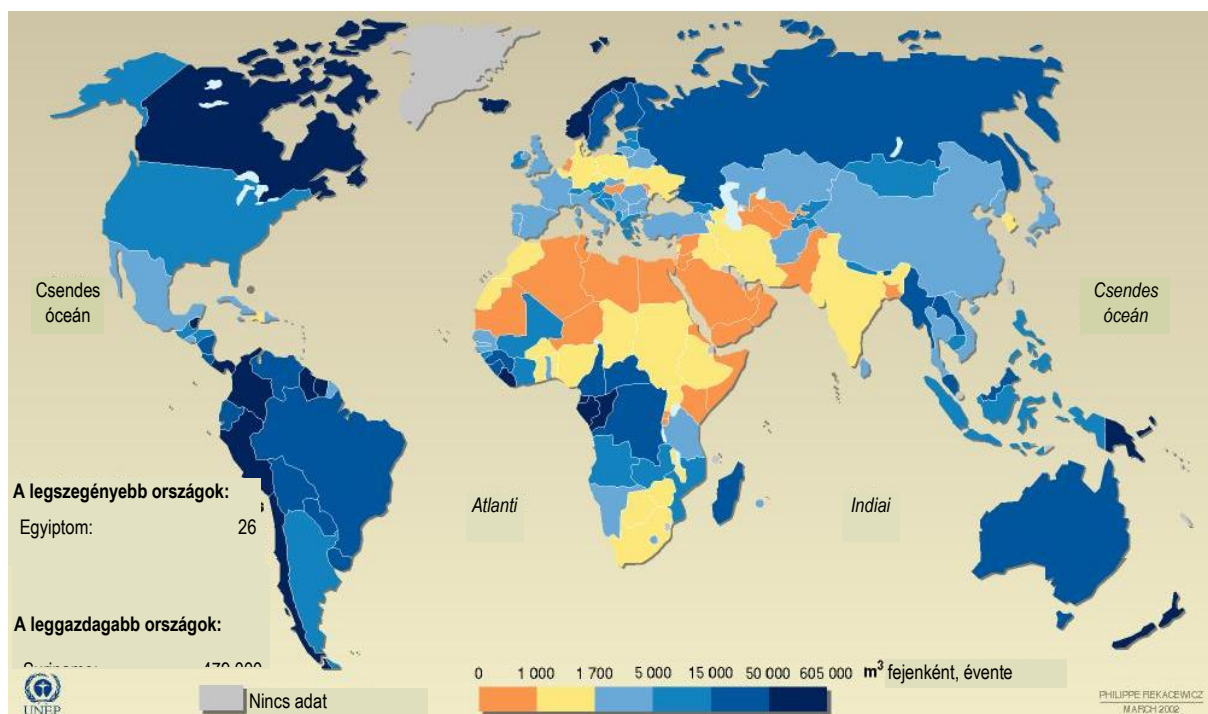 Csendes
óceán
Csendes
óceán
A legszegényebb országok:
Egyiptom: 26
Atlanti
Indiai
A leggazdagabb országok:
0 1 000 1 700 5 000 15 000 50 000 605 000 m³ fejenként, évente
Nincs adat
UNEP
PHILIPPE REKACEWICZ
MARCH 2002